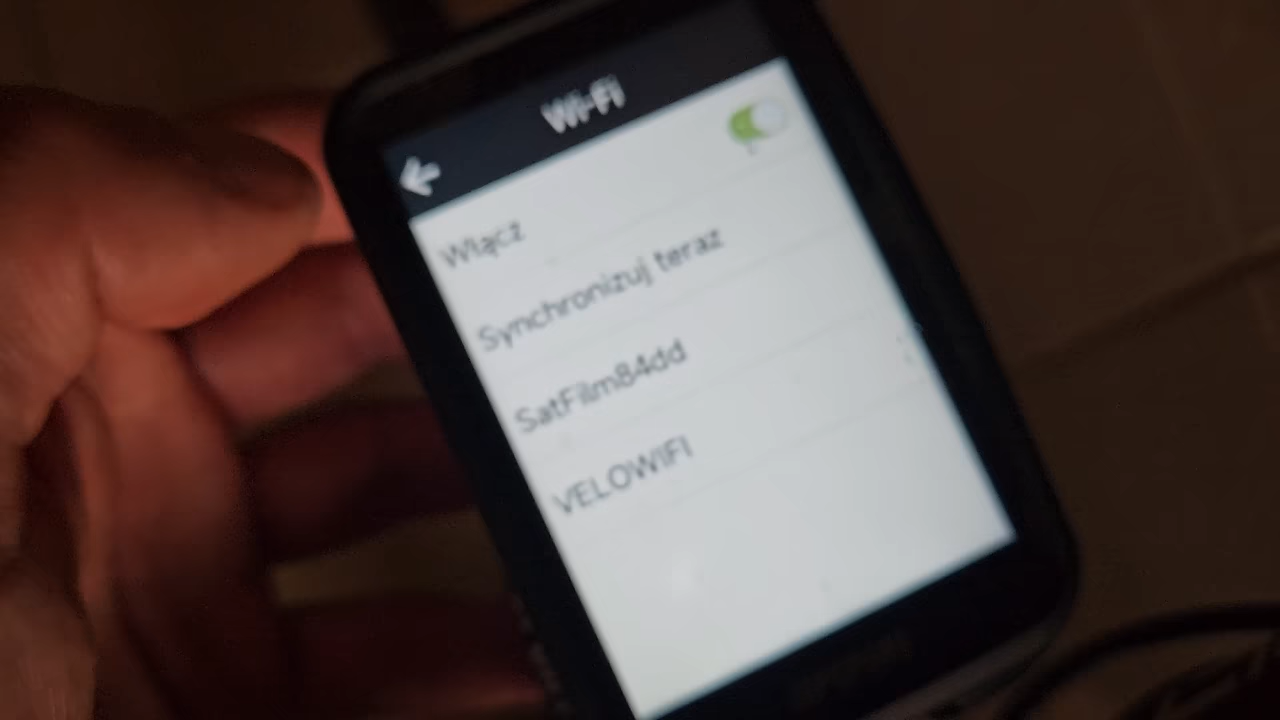 Wi-Fi
Włącz
Synchronizuj teraz
SatFilm84dd
VELOWIFI